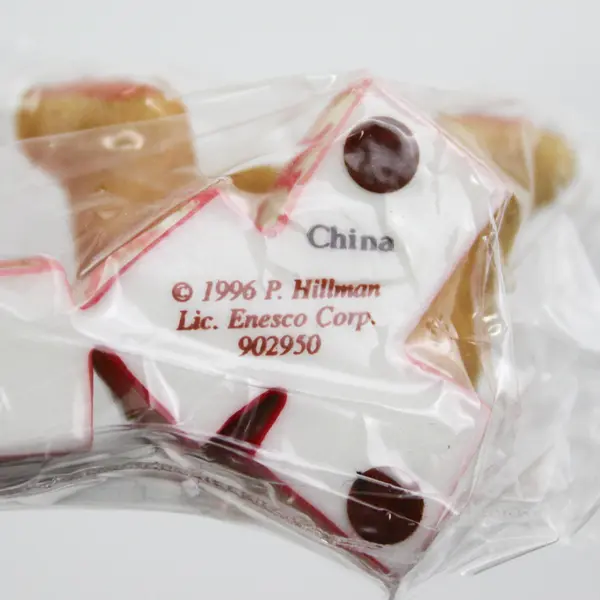 China
© 1996 P. Hillman
Lic. Enesco Corp.
902950